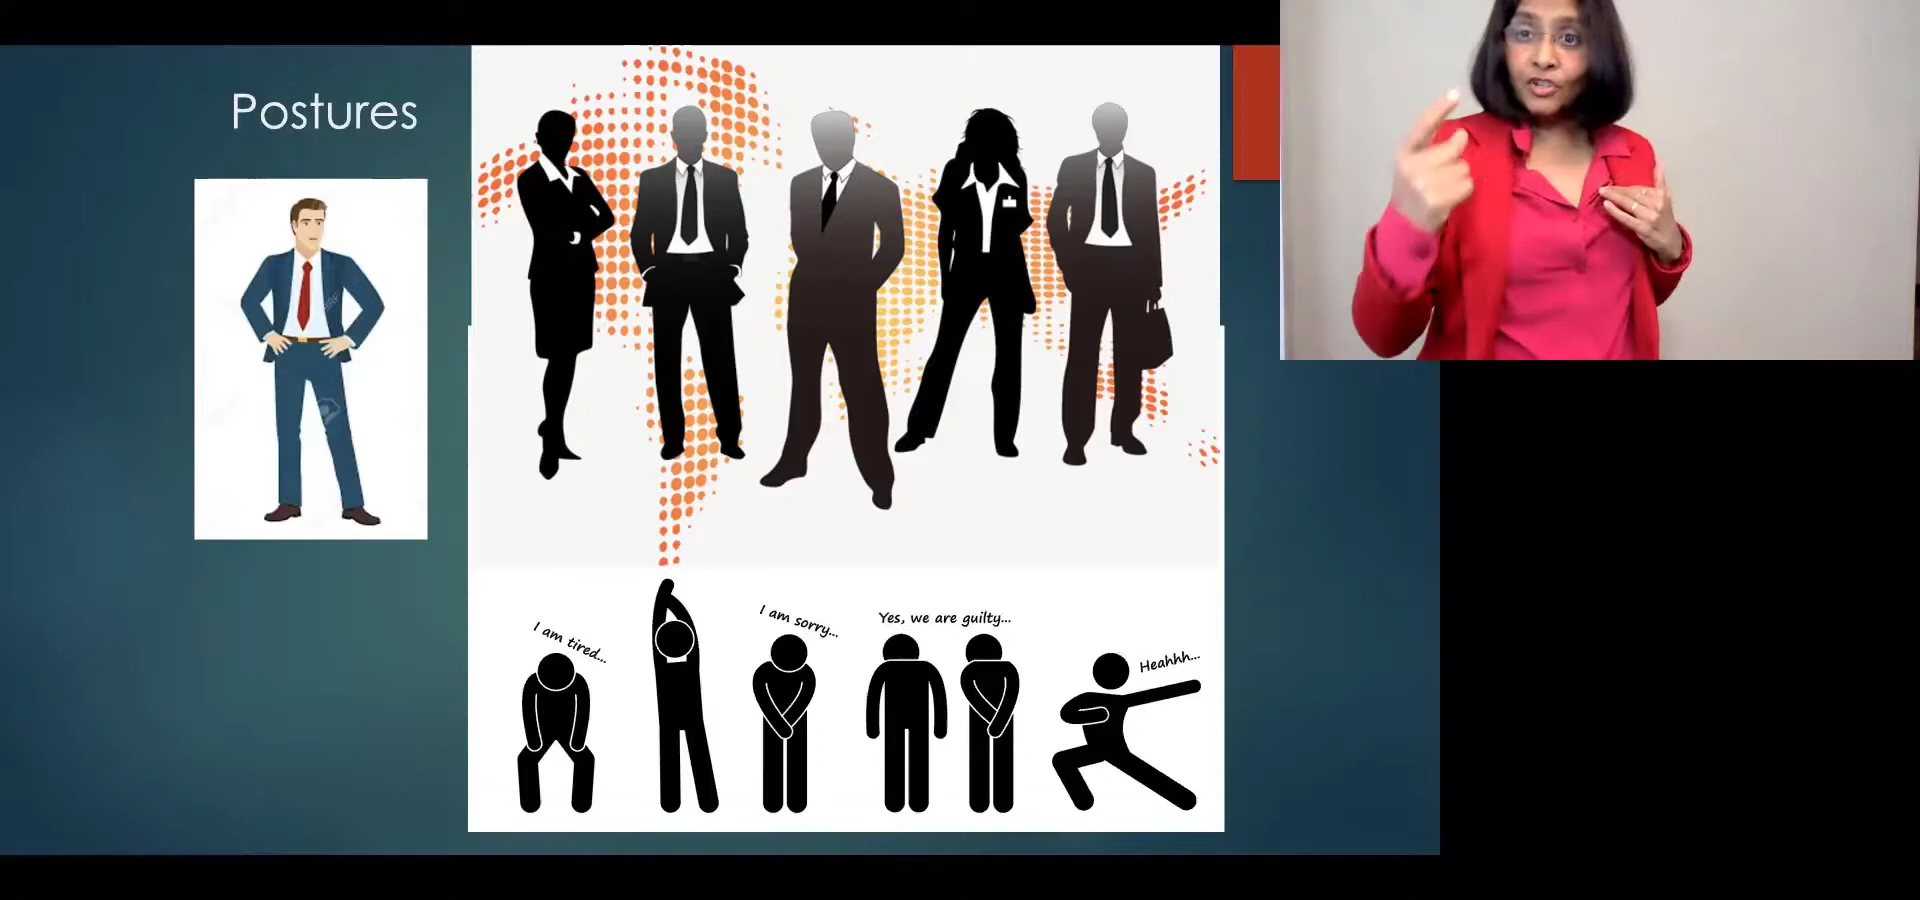 Postures
I am tired...
I am sorry...
Yes, we are guilty...
Heahhh...